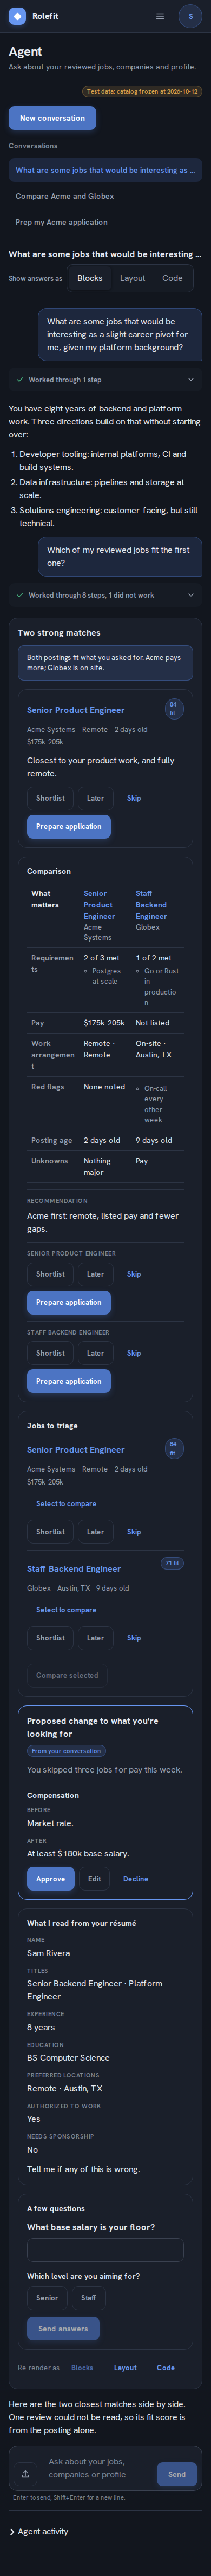 Rolefit
S
Agent
Ask about your reviewed jobs, companies and profile.
Test data: catalog frozen at 2026-10-12
New conversation
Conversations
What are some jobs that would be interesting as ...
Compare Acme and Globex
Prep my Acme application
What are some jobs that would be interesting ...
Show answers as
Blocks
Layout
Code
What are some jobs that would be
interesting as a slight career pivot for
me, given my platform background?
Worked through 1 step
You have eight years of backend and platform
work. Three directions build on that without starting
over:
1. Developer tooling: internal platforms, CI and
build systems.
2. Data infrastructure: pipelines and storage at
scale.
3. Solutions engineering: customer-facing, but still
technical.
Which of my reviewed jobs fit the first
one?
Worked through 8 steps, 1 did not work
Two strong matches
Both postings fit what you asked for. Acme pays
more; Globex is on-site.
Senior Product Engineer
84
fit
Acme Systems Remote 2 days old
$175k–205k
Closest to your product work, and fully
remote.
Shortlist
Later
Skip
Prepare application
Comparison
What
matters
Senior
Product
Engineer
Acme
Systems
Staff
Backend
Engineer
Globex
Requiremen
ts
2 of 3 met
Postgres
at scale
1 of 2 met
Go or Rust
in
productio
n
Pay
$175k–205k
Not listed
Work
arrangemen
t
Remote ·
Remote
On-site ·
Austin, TX
Red flags
None noted
On-call
every
other
week
Posting age
2 days old
9 days old
Unknowns
Nothing
major
Pay
RECOMMENDATION
Acme first: remote, listed pay and fewer
gaps.
SENIOR PRODUCT ENGINEER
Shortlist
Later
Skip
Prepare application
STAFF BACKEND ENGINEER
Shortlist
Later
Skip
Prepare application
Jobs to triage
Senior Product Engineer
84
fit
Acme Systems Remote 2 days old
$175k–205k
Select to compare
Shortlist
Later
Skip
Staff Backend Engineer
71 fit
Globex Austin, TX 9 days old
Select to compare
Shortlist
Later
Skip
Compare selected
Proposed change to what you're
looking for
From your conversation
You skipped three jobs for pay this week.
Compensation
BEFORE
Market rate.
AFTER
At least $180k base salary.
Approve
Edit
Decline
What I read from your résumé
NAME
Sam Rivera
TITLES
Senior Backend Engineer · Platform
Engineer
EXPERIENCE
8 years
EDUCATION
BS Computer Science
PREFERRED LOCATIONS
Remote · Austin, TX
AUTHORIZED TO WORK
Yes
NEEDS SPONSORSHIP
No
Tell me if any of this is wrong.
A few questions
What base salary is your floor?
Which level are you aiming for?
Senior
Staff
Send answers
Re-render as
Blocks
Layout
Code
Here are the two closest matches side by side.
One review could not be read, so its fit score is
from the posting alone.
Ask about your jobs,
companies or profile
Send
Enter to send, Shift+Enter for a new line.
Agent activity